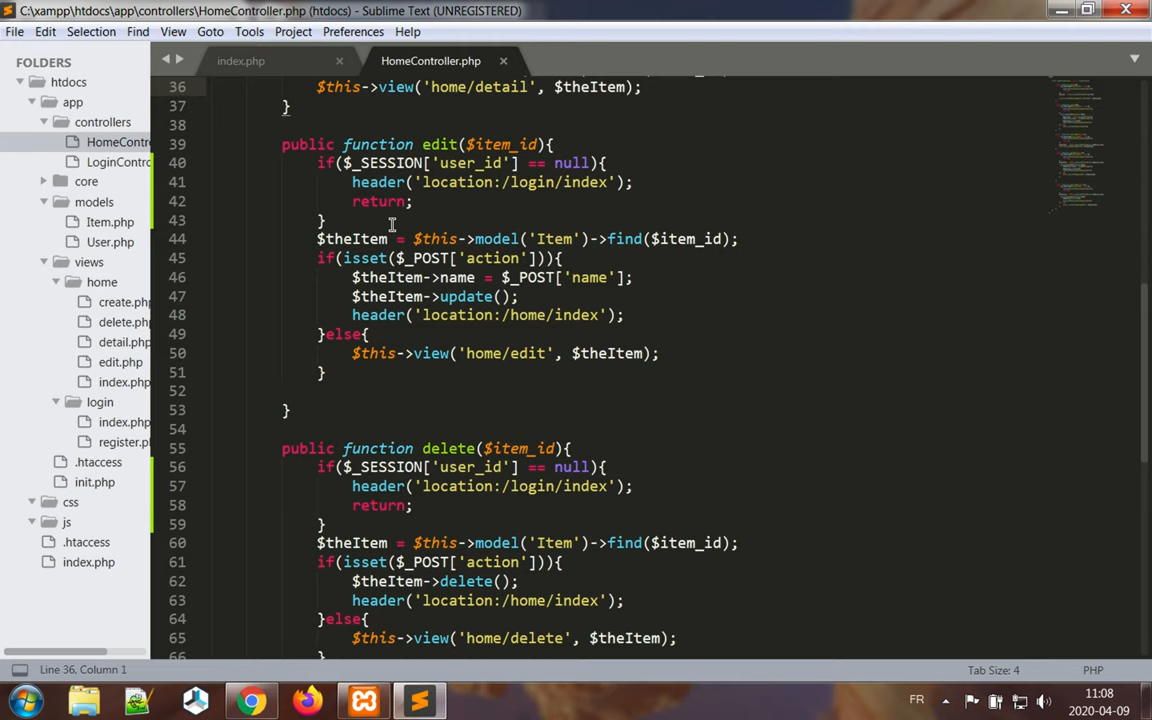 C:\xampp\htdocs\app\controllers\HomeController.php (htdocs) - Sublime Text (UNREGISTERED)
File Edit Selection Find View Goto Tools Project Preferences Help
FOLDERS
htdocs
app
controllers
HomeContr
LoginContro
core
models
Item.php
User.php
views
home
create.php
delete.php
detail.php
edit.php
index.php
login
index.php
register.p
.htaccess
init.php
css
js
.htaccess
index.php
index.php × HomeController.php ×
36 $this->view('home/detail', $theItem);
37 }
38
39 public function edit($item_id){
40 if($_SESSION['user_id'] == null){
41 header('location:/login/index');
42 return;
43 }
44 $theItem = $this->model('Item')->find($item_id);
45 if(isset($_POST['action'])){
46 $theItem->name = $_POST['name'];
47 $theItem->update();
48 header('location:/home/index');
49 }else{
50 $this->view('home/edit', $theItem);
51 }
52
53 }
54
55 public function delete($item_id){
56 if($_SESSION['user_id'] == null){
57 header('location:/login/index');
58 return;
59 }
60 $theItem = $this->model('Item')->find($item_id);
61 if(isset($_POST['action'])){
62 $theItem->delete();
63 header('location:/home/index');
64 }else{
65 $this->view('home/delete', $theItem);
66 }
Line 36, Column 1 Tab Size: 4 PHP
FR 11:08
2020-04-09